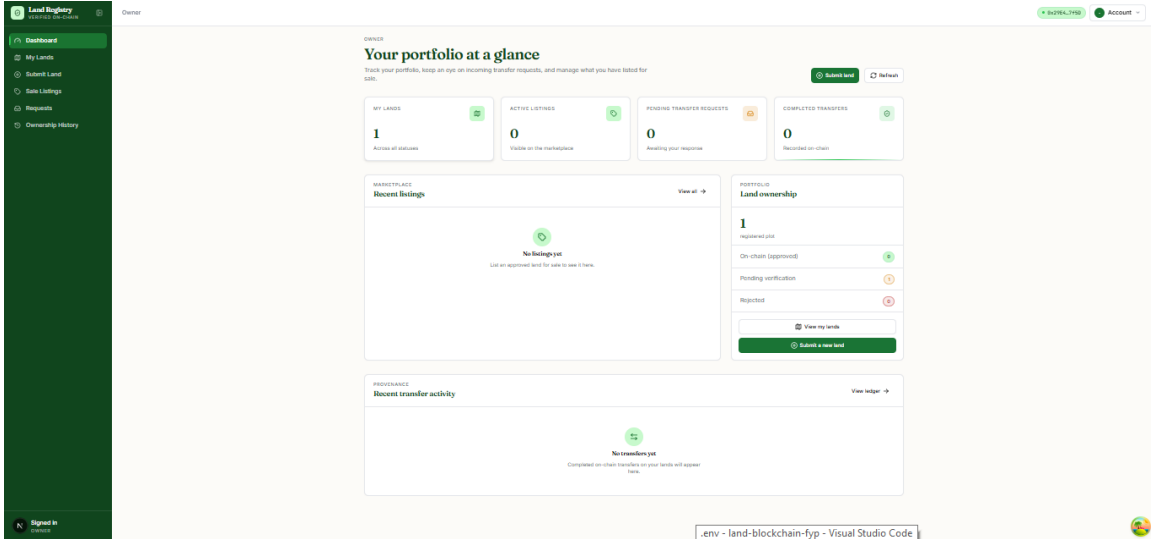 Land Registry
VERIFIED ON-CHAIN
Owner
0x29E4...7f50
Account
Dashboard
My Lands
Submit Land
Sale Listings
Requests
Ownership History
OWNER
Your portfolio at a glance
Track your portfolio, keep an eye on incoming transfer requests, and manage what you have listed for
sale.
Submit land
Refresh
MY LANDS
1
Across all statuses
ACTIVE LISTINGS
0
Visible on the marketplace
PENDING TRANSFER REQUESTS
0
Awaiting your response
COMPLETED TRANSFERS
0
Recorded on-chain
MARKETPLACE
Recent listings
View all
No listings yet
List an approved land for sale to see it here.
PORTFOLIO
Land ownership
1
registered plot
On-chain (approved)
0
Pending verification
1
Rejected
0
View my lands
Submit a new land
PROVENANCE
Recent transfer activity
View ledger
No transfers yet
Completed on-chain transfers on your lands will appear
here.
N
Signed in
OWNER
.env - land-blockchain-fyp - Visual Studio Code